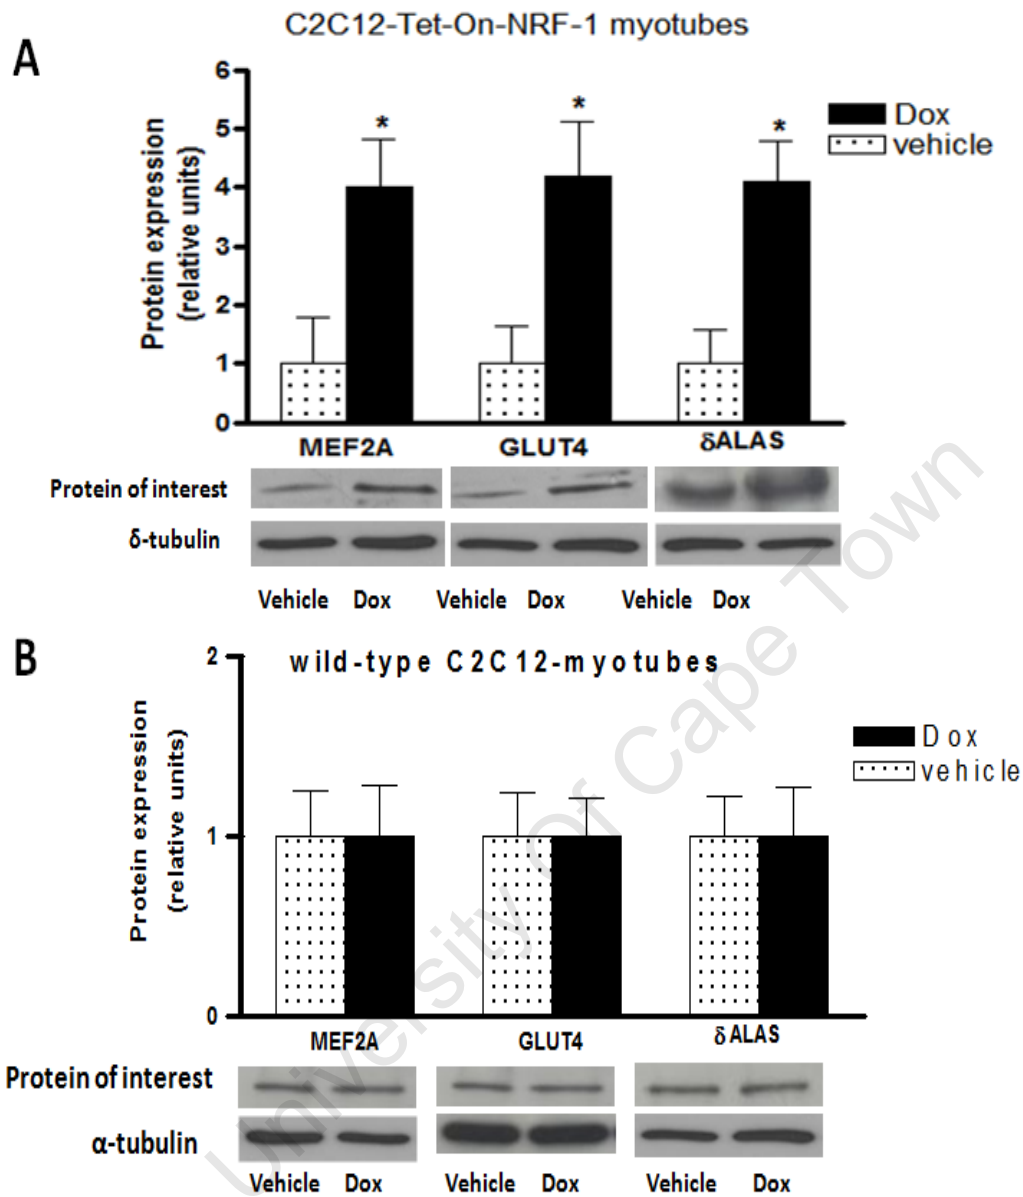 C2C12-Tet-On-NRF-1 myotubes
A
6
5
4
3
2
1
0
Protein expression
(relative units)
*
*
*
Dox
vehicle
MEF2A GLUT4 δALAS
Protein of interest
δ-tubulin
Vehicle Dox Vehicle Dox Vehicle Dox
B
wild-type C2C12-myotubes
2
1
0
Protein expression
(relative units)
Dox
vehicle
MEF2A GLUT4 δALAS
Protein of interest
α-tubulin
Vehicle Dox Vehicle Dox Vehicle Dox
University Of Cape Town